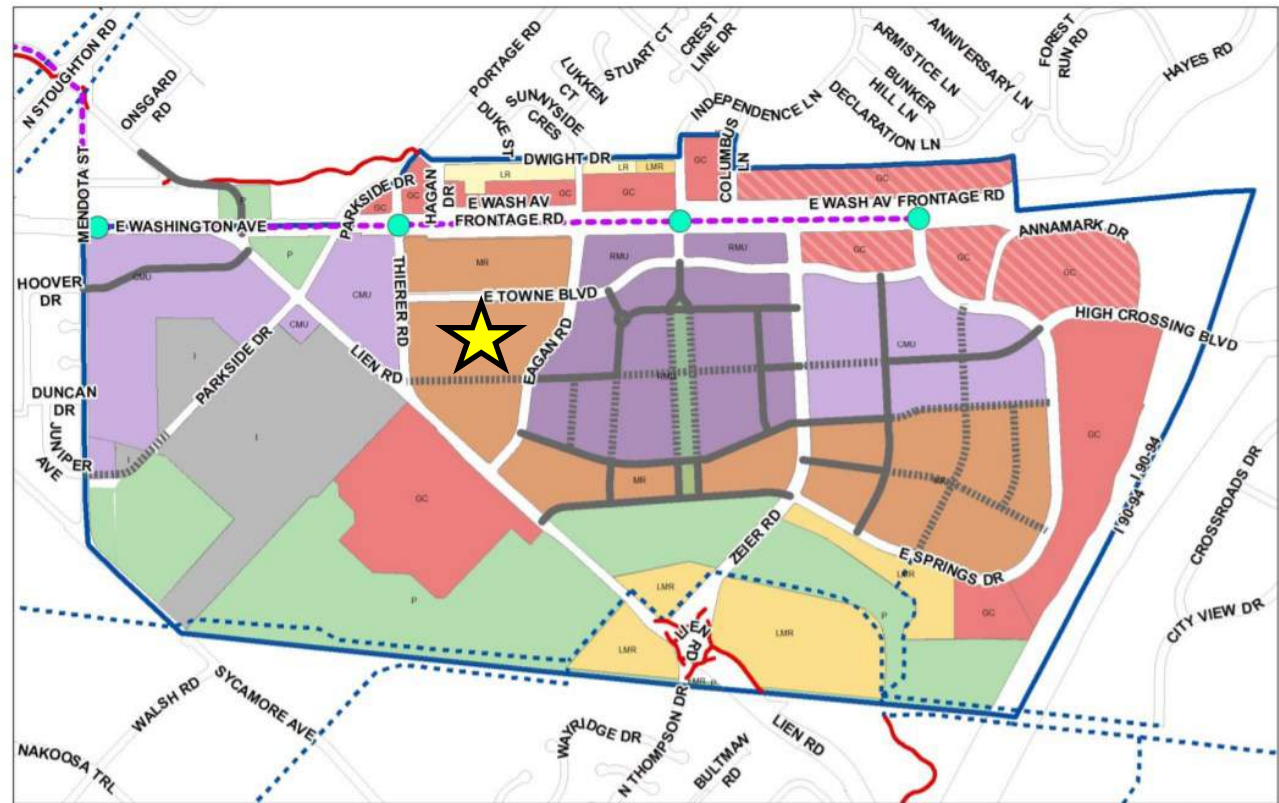 N STOUGHTON RD
ONSGARD
RD
PORTAGE RD
LUKKEN
CT
STUART CT
CREST
LINE DR
ARMISTICE LN
ANNIVERSARY LN
FOREST
RUN RD
HAYES RD
SUNNYSIDE
CRES
DUKE ST
INDEPENDENCE LN
BUNKER
HILL LN
DECLARATION LN
MENDOTA ST
DWIGHT DR
COLUMBUS
LN
LR
LR
LMR
GC
GC
PARKSIDE DR
HAGAN
DR
GC
GC
GC
GC
P
E WASHINGTON AVE
E WASH AV
FRONTAGE RD
E WASH AV FRONTAGE RD
ANNAMARK DR
HOOVER
DR
CMU
P
CMU
THIERER RD
MR
RMU
RMU
GC
GC
GC
E TOWNE BLVD
HIGH CROSSING BLVD
CMU
PARKSIDE DR
LIEN RD
EAGAN RD
RMU
CMU
I
I
I
DUNCAN
DR
JUNIPER
AVE
GC
GC
MR
ZEIER RD
E SPRINGS DR
I 90-94
I 90-94
CROSSROADS DR
CITY VIEW DR
P
LMR
LMR
LMR
LMR
P
GC
LIEN
RD
LMR
P
WALSH RD
SYCAMORE AVE
NAKOOSA TRL
WAYRIDGE DR
N THOMPSON DR
BULTMAN
RD
LIEN RD